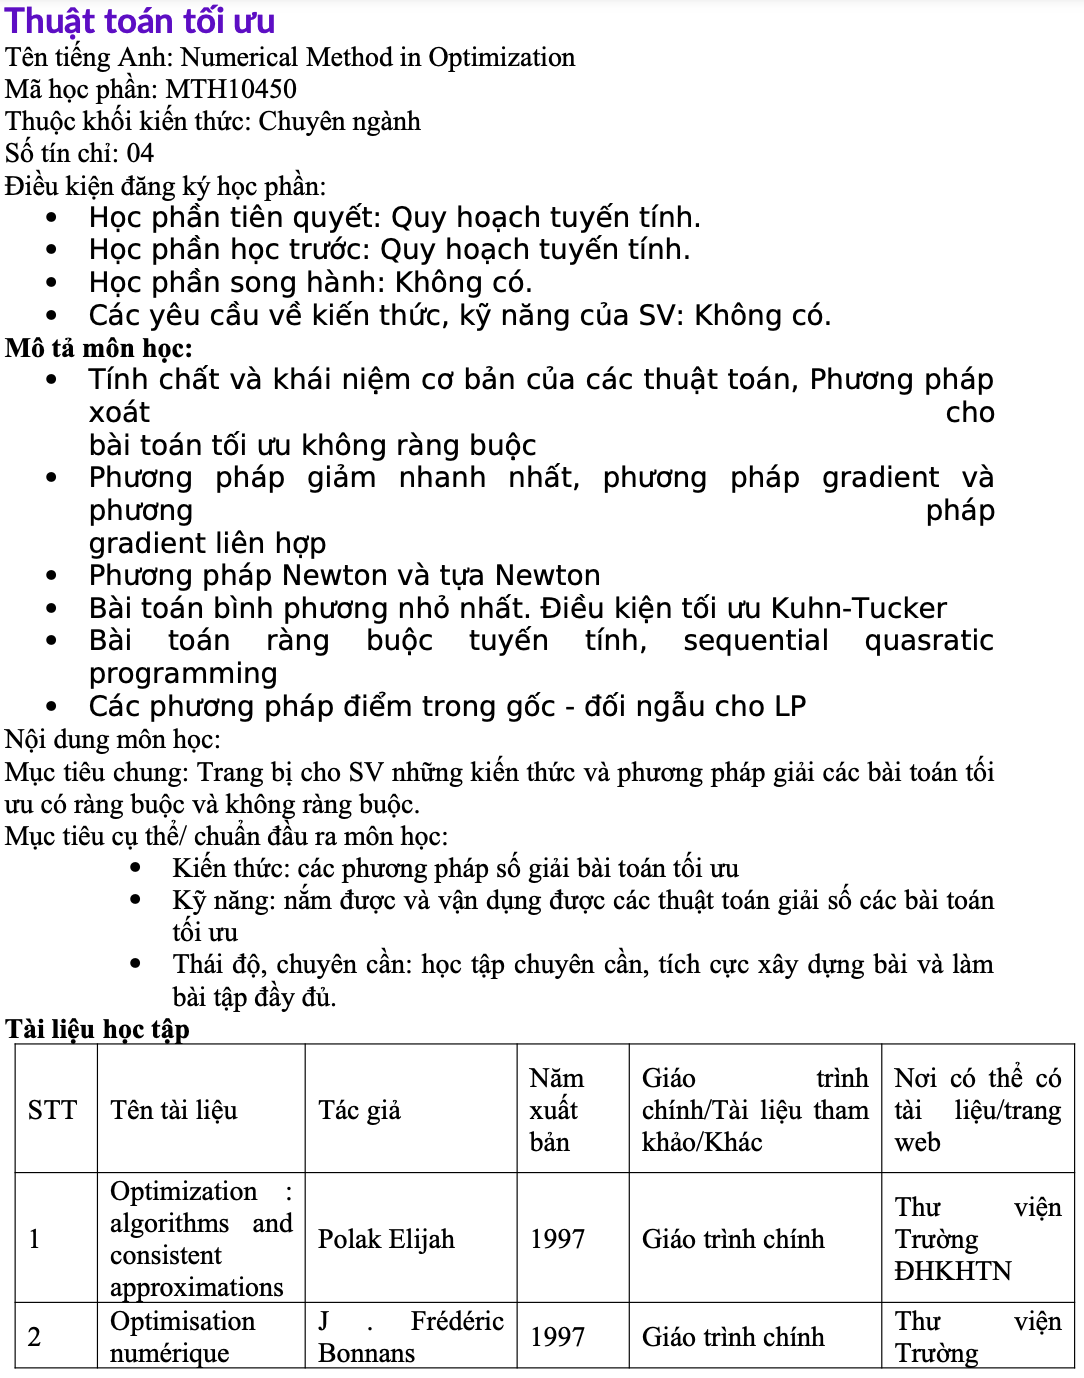 Thuật toán tối ưu
Tên tiếng Anh: Numerical Method in Optimization
Mã học phần: MTH10450
Thuộc khối kiến thức: Chuyên ngành
Số tín chỉ: 04
Điều kiện đăng ký học phần:
• Học phần tiên quyết: Quy hoạch tuyến tính.
• Học phần học trước: Quy hoạch tuyến tính.
• Học phần song hành: Không có.
• Các yêu cầu về kiến thức, kỹ năng của SV: Không có.
Mô tả môn học:
• Tính chất và khái niệm cơ bản của các thuật toán, Phương pháp
xoát cho
bài toán tối ưu không ràng buộc
• Phương pháp giảm nhanh nhất, phương pháp gradient và
phương pháp
gradient liên hợp
• Phương pháp Newton và tựa Newton
• Bài toán bình phương nhỏ nhất. Điều kiện tối ưu Kuhn-Tucker
• Bài toán ràng buộc tuyến tính, sequential quasratic
programming
• Các phương pháp điểm trong gốc - đối ngẫu cho LP
Nội dung môn học:
Mục tiêu chung: Trang bị cho SV những kiến thức và phương pháp giải các bài toán tối
ưu có ràng buộc và không ràng buộc.
Mục tiêu cụ thể/ chuẩn đầu ra môn học:
• Kiến thức: các phương pháp số giải bài toán tối ưu
• Kỹ năng: nắm được và vận dụng được các thuật toán giải số các bài toán
tối ưu
• Thái độ, chuyên cần: học tập chuyên cần, tích cực xây dựng bài và làm
bài tập đầy đủ.
Tài liệu học tập
STT
Tên tài liệu
Tác giả
Năm
xuất
bản
Giáo trình
chính/Tài liệu tham
khảo/Khác
Nơi có thể có
tài liệu/trang
web
1
Optimization :
algorithms and
consistent
approximations
Polak Elijah
1997
Giáo trình chính
Thư viện
Trường
ĐHKHTN
2
Optimisation
numérique
J . Frédéric
Bonnans
1997
Giáo trình chính
Thư viện
Trường